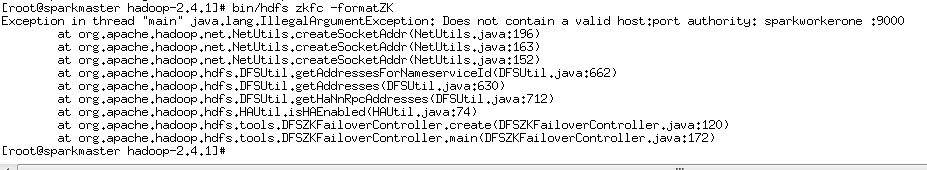 [root@sparkmaster hadoop-2.4.1]# bin/hdfs zkfc -formatZK
Exception in thread "main" java.lang.IllegalArgumentException: Does not contain a valid host:port authority: sparkworkerone :9000
at org.apache.hadoop.net.NetUtils.createSocketAddr(NetUtils.java:196)
at org.apache.hadoop.net.NetUtils.createSocketAddr(NetUtils.java:163)
at org.apache.hadoop.net.NetUtils.createSocketAddr(NetUtils.java:152)
at org.apache.hadoop.hdfs.DFSUtil.getAddressesForNameserviceId(DFSUtil.java:662)
at org.apache.hadoop.hdfs.DFSUtil.getAddresses(DFSUtil.java:630)
at org.apache.hadoop.hdfs.DFSUtil.getHaNnRpcAddresses(DFSUtil.java:712)
at org.apache.hadoop.hdfs.HAUtil.isHAEnabled(HAUtil.java:74)
at org.apache.hadoop.hdfs.tools.DFSZKFailoverController.create(DFSZKFailoverController.java:120)
at org.apache.hadoop.hdfs.tools.DFSZKFailoverController.main(DFSZKFailoverController.java:172)
[root@sparkmaster hadoop-2.4.1]#